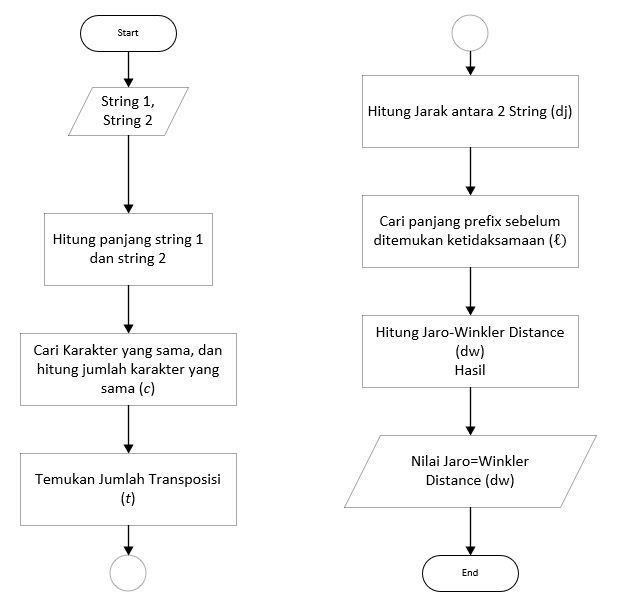 Start
String 1,
String 2
Hitung panjang string 1
dan string 2
Cari Karakter yang sama, dan
hitung jumlah karakter yang
sama (c)
Temukan Jumlah Transposisi
(t)
Hitung Jarak antara 2 String (dj)
Cari panjang prefix sebelum
ditemukan ketidaksamaan (ℓ)
Hitung Jaro-Winkler Distance
(dw)
Hasil
Nilai Jaro=Winkler
Distance (dw)
End